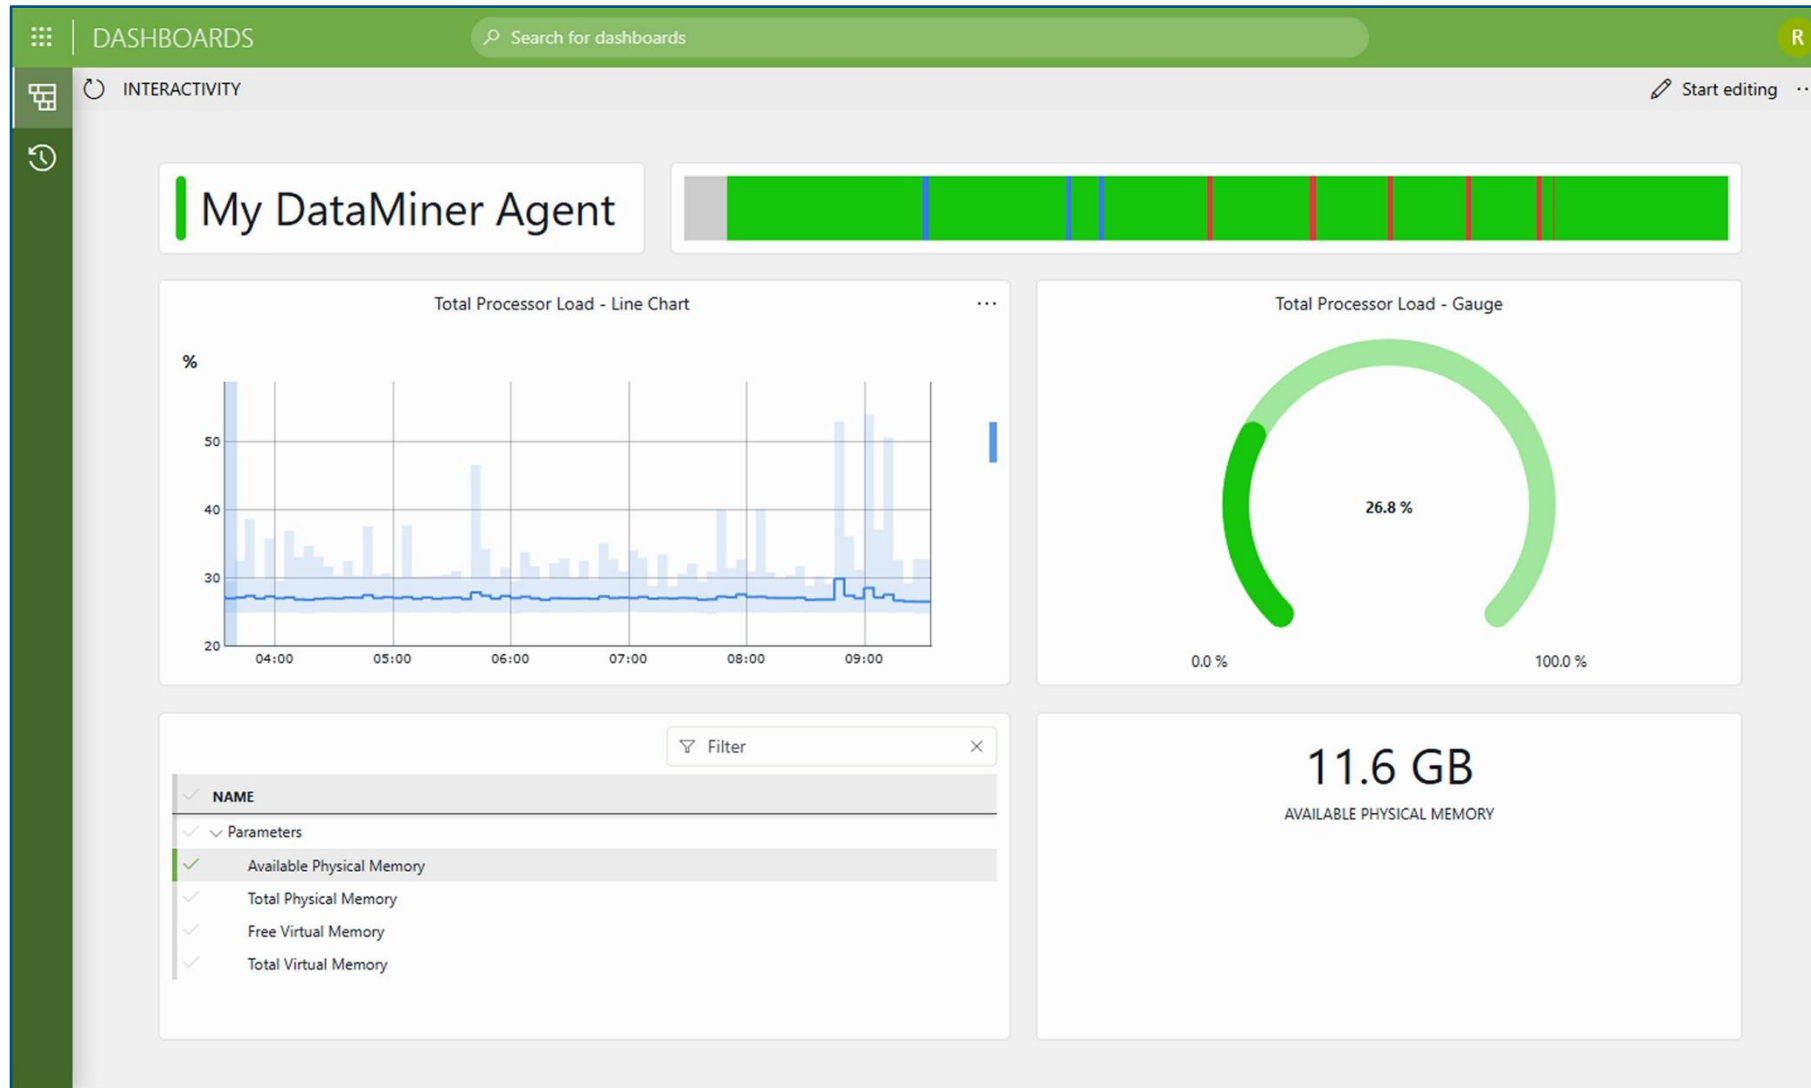 DASHBOARDS
Search for dashboards
R
INTERACTIVITY
Start editing
My DataMiner Agent
Total Processor Load - Line Chart
%
50
40
30
20
04:00 05:00 06:00 07:00 08:00 09:00
Total Processor Load - Gauge
26.8 %
0.0 % 100.0 %
Filter
NAME
Parameters
Available Physical Memory
Total Physical Memory
Free Virtual Memory
Total Virtual Memory
11.6 GB
AVAILABLE PHYSICAL MEMORY